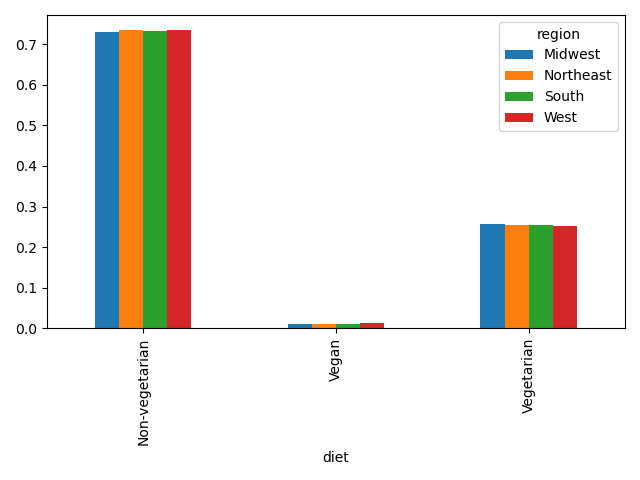 region
Midwest
Northeast
South
West
0.7
0.6
0.5
0.4
0.3
0.2
0.1
0.0
Non-vegetarian
Vegan
Vegetarian
diet